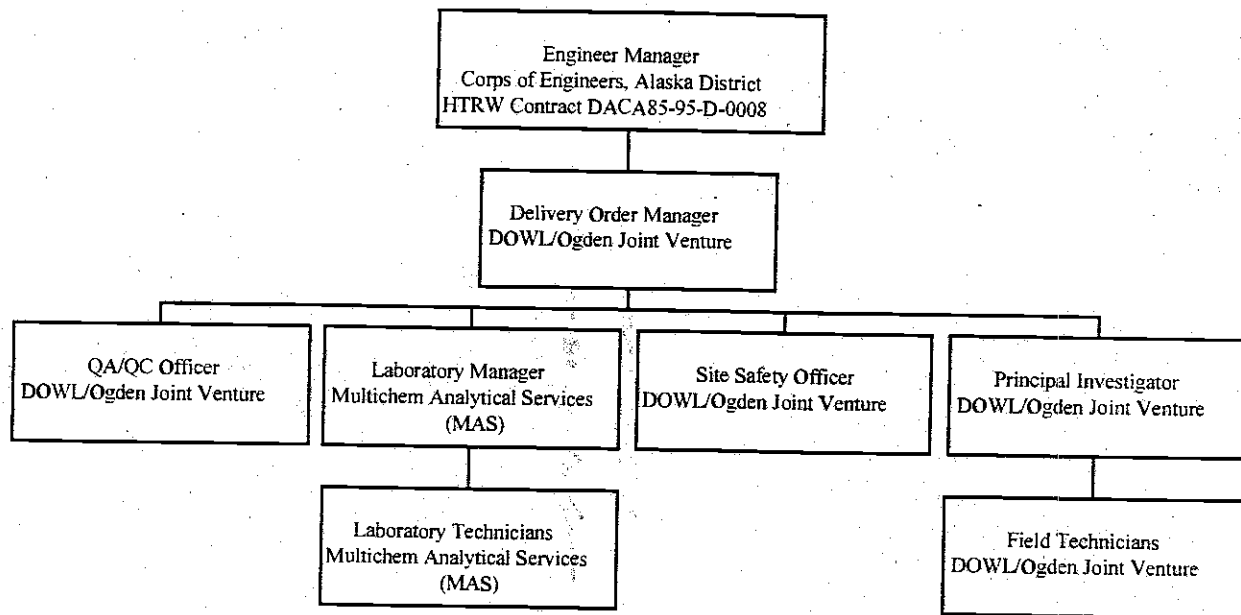 Engineer Manager
Corps of Engineers, Alaska District
HTRW Contract DACA85-95-D-0008
Delivery Order Manager
DOWL/Ogden Joint Venture
QA/QC Officer
DOWL/Ogden Joint Venture
Laboratory Manager
Multichem Analytical Services
(MAS)
Site Safety Officer
DOWL/Ogden Joint Venture
Principal Investigator
DOWL/Ogden Joint Venture
Laboratory Technicians
Multichem Analytical Services
(MAS)
Field Technicians
DOWL/Ogden Joint Venture